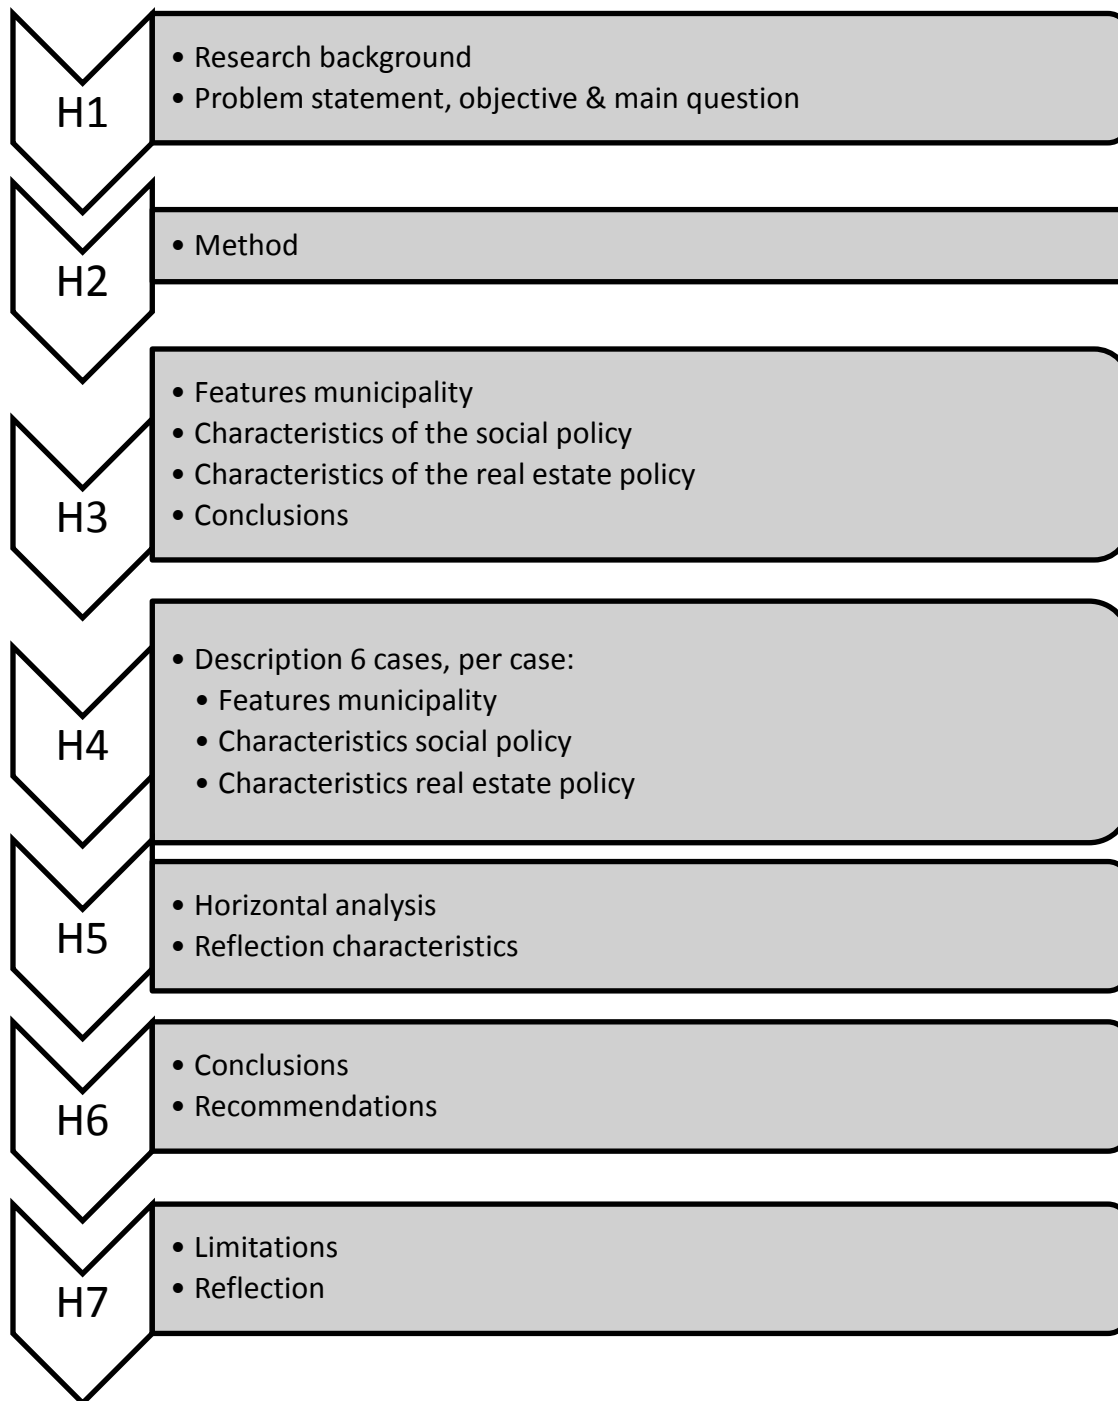 H1
• Research background
• Problem statement, objective & main question
H2
• Method
H3
• Features municipality
• Characteristics of the social policy
• Characteristics of the real estate policy
• Conclusions
H4
• Description 6 cases, per case:
• Features municipality
• Characteristics social policy
• Characteristics real estate policy
H5
• Horizontal analysis
• Reflection characteristics
H6
• Conclusions
• Recommendations
H7
• Limitations
• Reflection